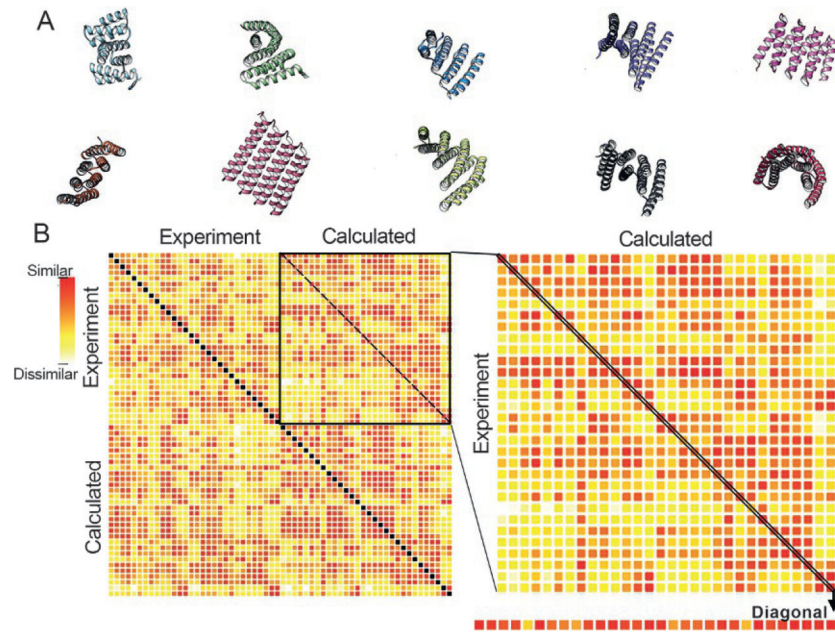 A
B
Experiment
Calculated
Similar
Dissimilar
Experiment
Calculated
Calculated
Experiment
Diagonal